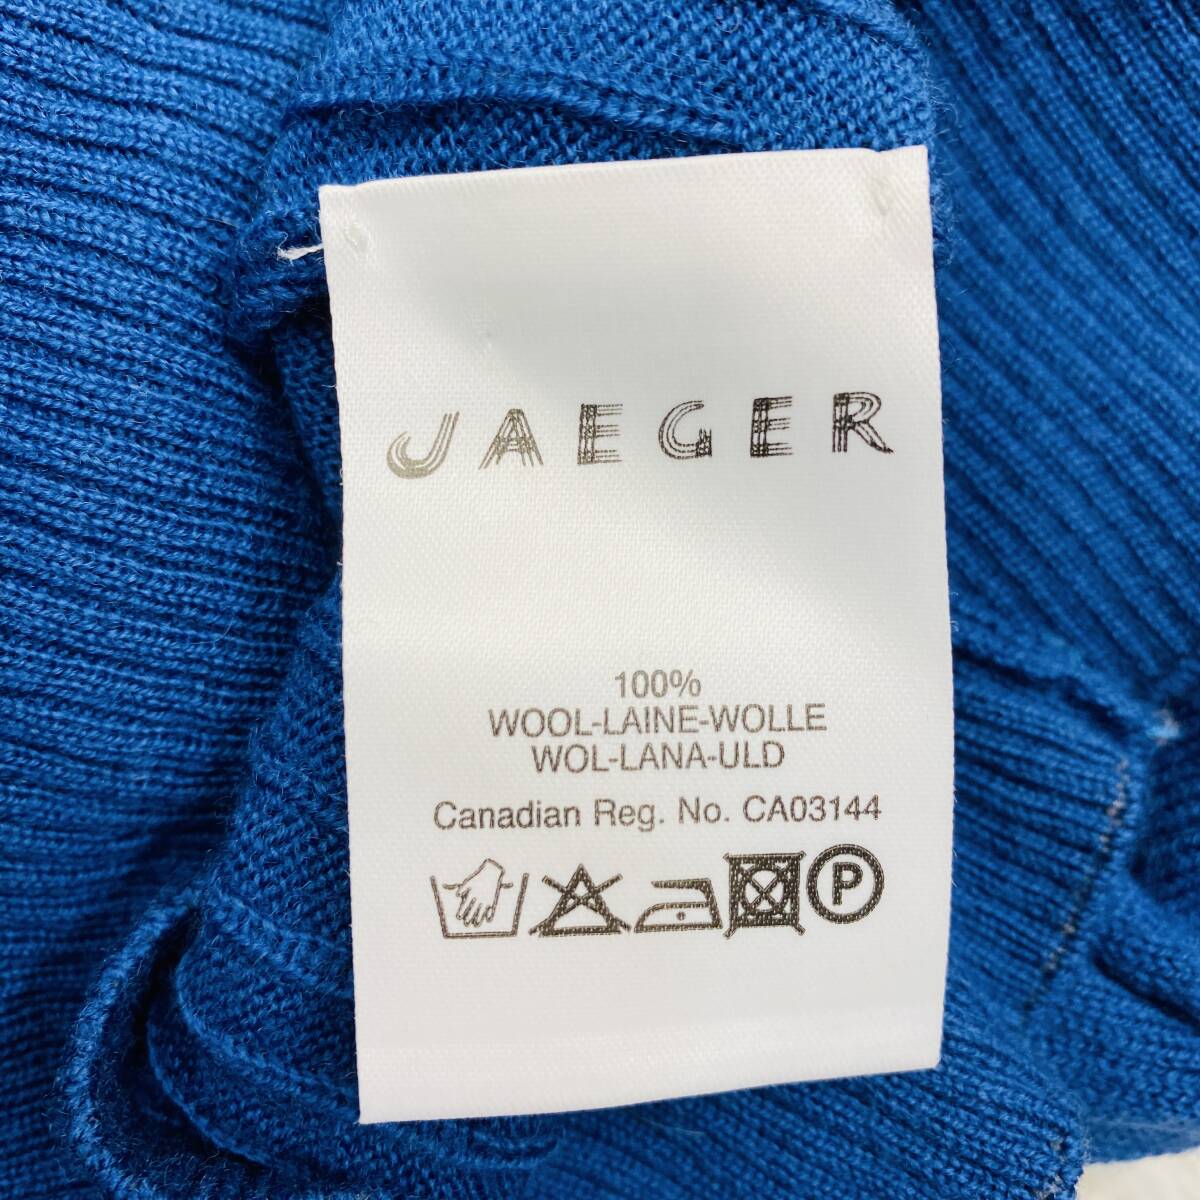 JAEGER
100%
WOOL-LAINE-WOLLE
WOL-LANA-ULD
Canadian Reg. No. CA03144
P